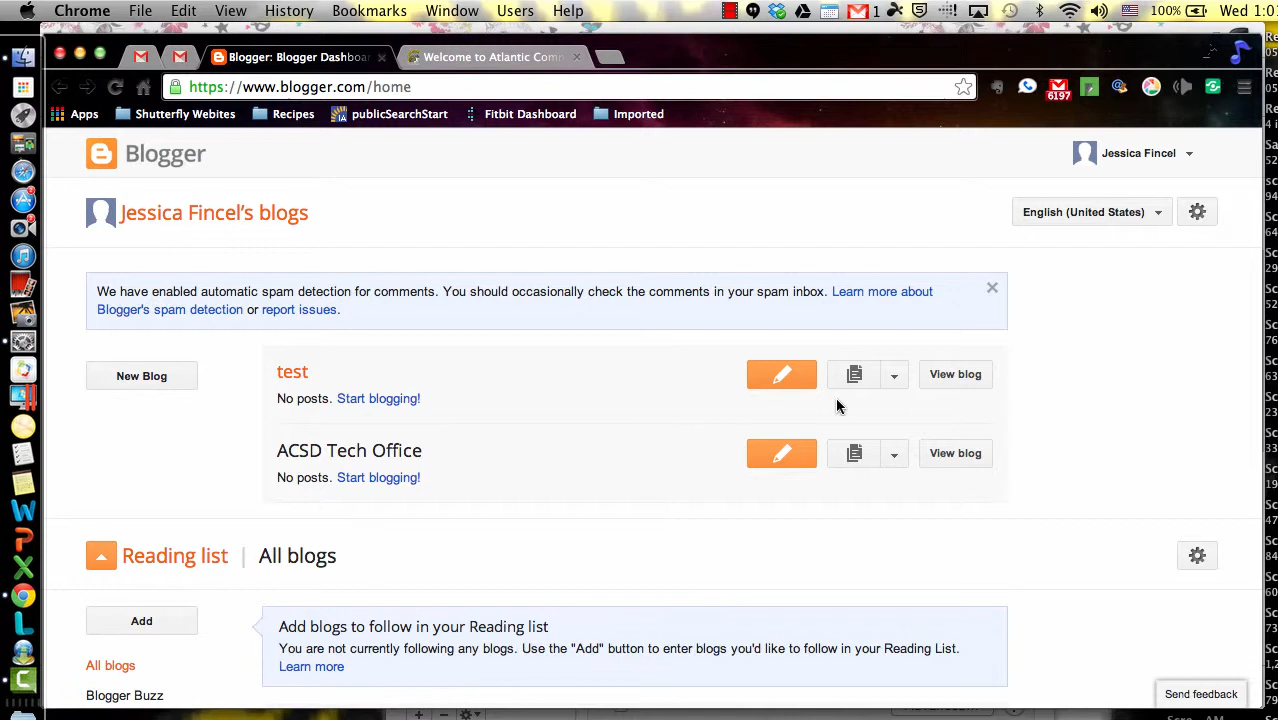 Chrome File Edit View History Bookmarks Window Users Help 1 100% Wed 1:0
Blogger: Blogger Dashboa
Welcome to Atlantic Com
https://www.blogger.com/home
6197
Apps Shutterfly Webites Recipes publicSearchStart Fitbit Dashboard Imported
Blogger
Jessica Fincel
Jessica Fincel's blogs
English (United States)
We have enabled automatic spam detection for comments. You should occasionally check the comments in your spam inbox. Learn more about
Blogger's spam detection or report issues.
New Blog
test
View blog
No posts. Start blogging!
ACSD Tech Office
View blog
No posts. Start blogging!
Reading list | All blogs
Add
Add blogs to follow in your Reading list
You are not currently following any blogs. Use the "Add" button to enter blogs you'd like to follow in your Reading List.
Learn more
All blogs
Blogger Buzz
Send feedback